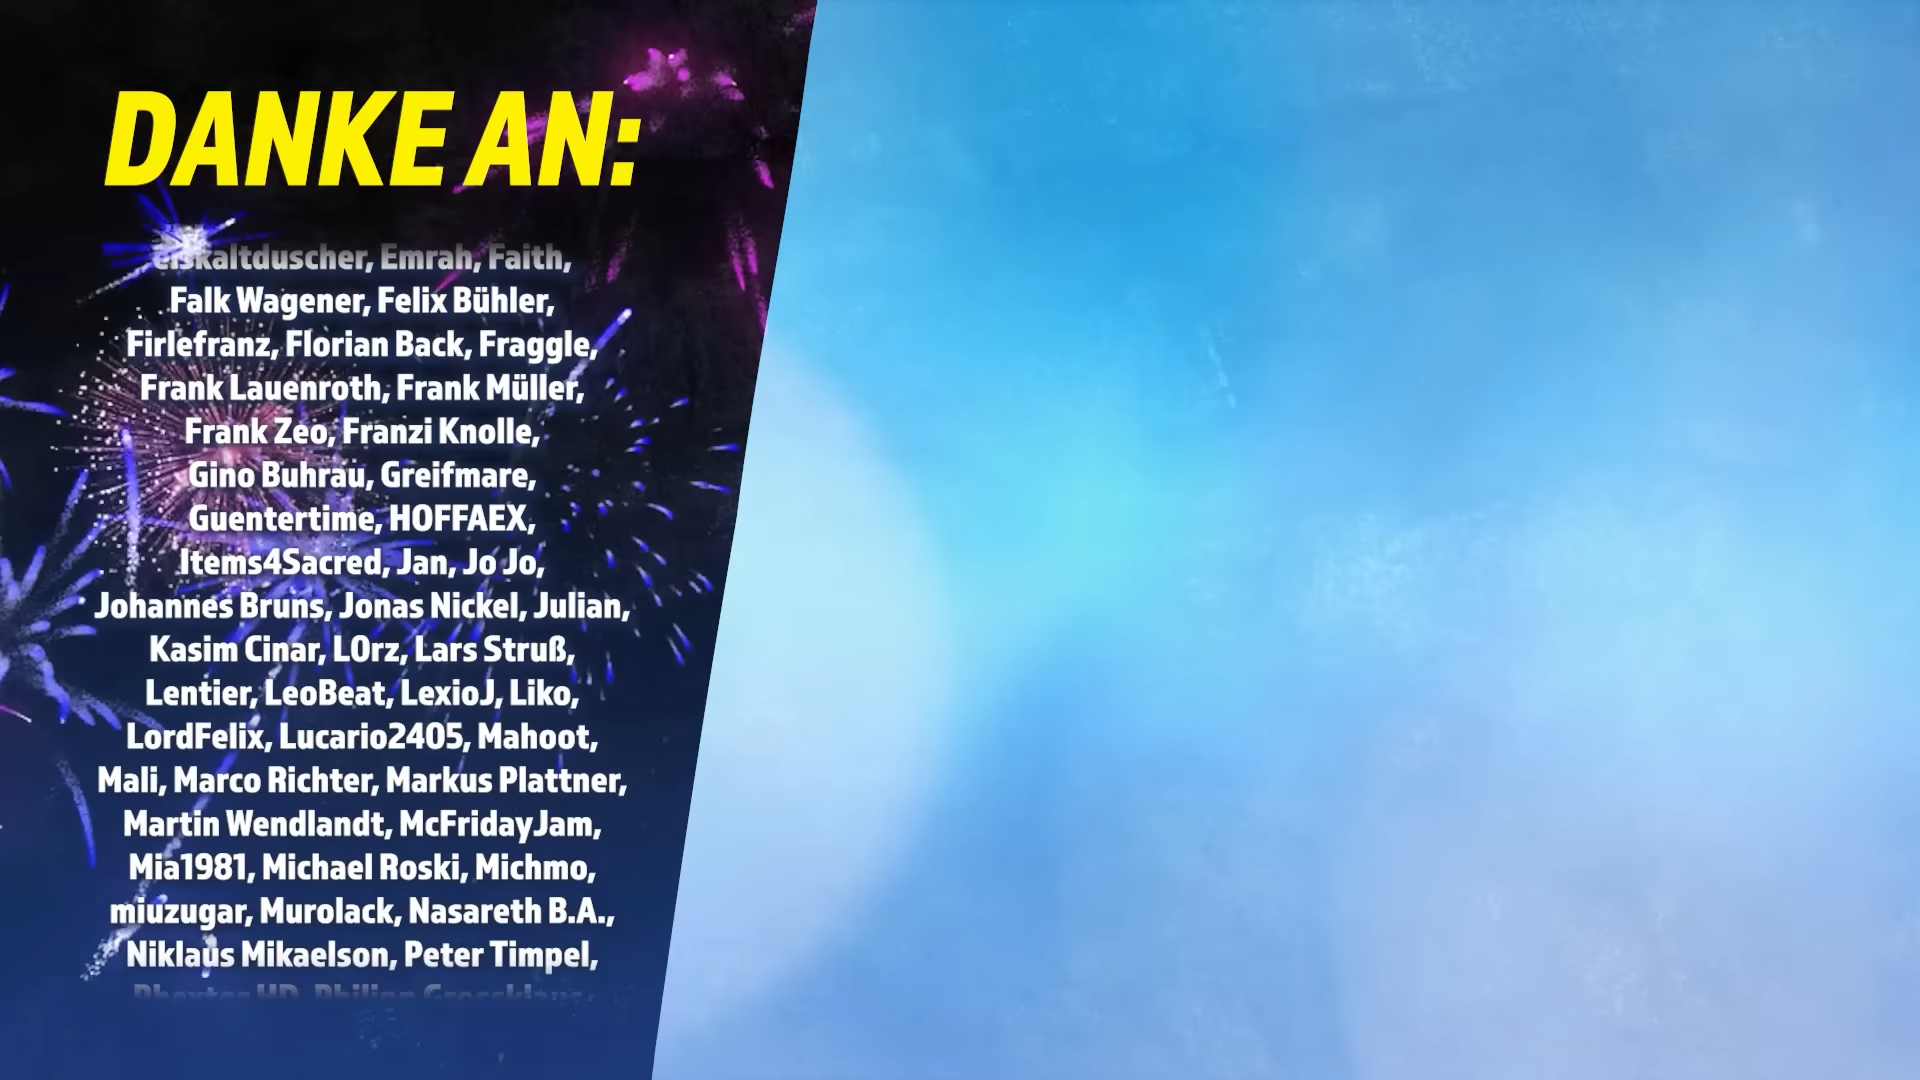 DANKE AN:
eiskaltduscher, Emrah, Faith,
Falk Wagener, Felix Bühler,
Firlefranz, Florian Back, Fraggle,
Frank Lauenroth, Frank Müller,
Frank Zeo, Franzi Knolle,
Gino Buhrau, Greifmare,
Guentertime, HOFFAEX,
Items4Sacred, Jan, Jo Jo,
Johannes Bruns, Jonas Nickel, Julian,
Kasim Cinar, L0rz, Lars Struß,
Lentier, LeoBeat, LexioJ, Liko,
LordFelix, Lucario2405, Mahoot,
Mali, Marco Richter, Markus Plattner,
Martin Wendlandt, McFridayJam,
Mia1981, Michael Roski, Michmo,
miuzugar, Murolack, Nasareth B.A.,
Niklaus Mikaelson, Peter Timpel,